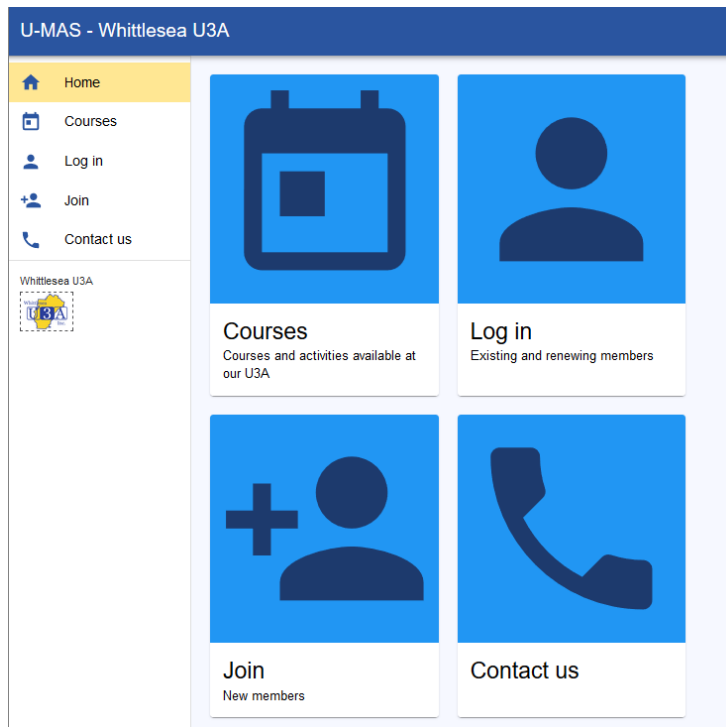 U-MAS - Whittlesea U3A
Home
Courses
Log in
Join
Contact us
Whittlesea U3A
U3A
Courses
Courses and activities available at
our U3A
Log in
Existing and renewing members
Join
New members
Contact us